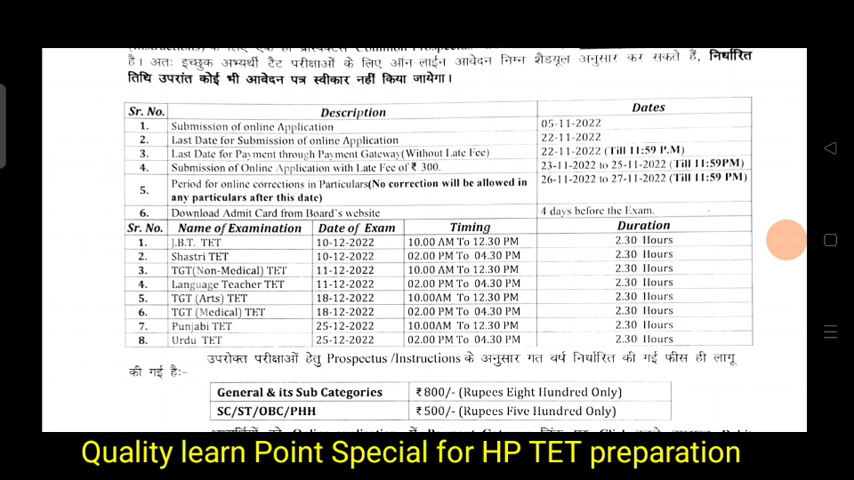 है। अतः इच्छुक अभ्यर्थी टैट परीक्षाओं के लिए ऑन लाईन आवेदन निम्न शैडयूल अनुसार कर सकते हैं, निर्धारित
तिथि उपरांत कोई भी आवेदन पत्र स्वीकार नहीं किया जायेगा।
Sr. No. Description Dates
1. Submission of online Application 05-11-2022
2. Last Date for Submission of online Application 22-11-2022
3. Last Date for Payment through Payment Gateway(Without Late Fee) 22-11-2022 (Till 11:59 P.M)
4. Submission of Online Application with Late Fee of ₹ 300. 23-11-2022 to 25-11-2022 (Till 11:59PM)
5. Period for online corrections in Particulars(No correction will be allowed in any particulars after this date) 26-11-2022 to 27-11-2022 (Till 11:59 PM)
6. Download Admit Card from Board's website 4 days before the Exam.
Sr. No. Name of Examination Date of Exam Timing Duration
1. J.B.T. TET 10-12-2022 10.00 AM To 12.30 PM 2.30 Hours
2. Shastri TET 10-12-2022 02.00 PM To 04.30 PM 2.30 Hours
3. TGT(Non-Medical) TET 11-12-2022 10.00 AM To 12.30 PM 2.30 Hours
4. Language Teacher TET 11-12-2022 02.00 PM To 04.30 PM 2.30 Hours
5. TGT (Arts) TET 18-12-2022 10.00AM To 12.30 PM 2.30 Hours
6. TGT (Medical) TET 18-12-2022 02.00 PM To 04.30 PM 2.30 Hours
7. Punjabi TET 25-12-2022 10.00AM To 12.30 PM 2.30 Hours
8. Urdu TET 25-12-2022 02.00 PM To 04.30 PM 2.30 Hours
उपरोक्त परीक्षाओं हेतु Prospectus /Instructions के अनुसार गत वर्ष निर्धारित की गई फीस ही लागू
की गई है:-
General & its Sub Categories ₹ 800/- (Rupees Eight Hundred Only)
SC/ST/OBC/PHH ₹ 500/- (Rupees Five Hundred Only)
Quality learn Point Special for HP TET preparation